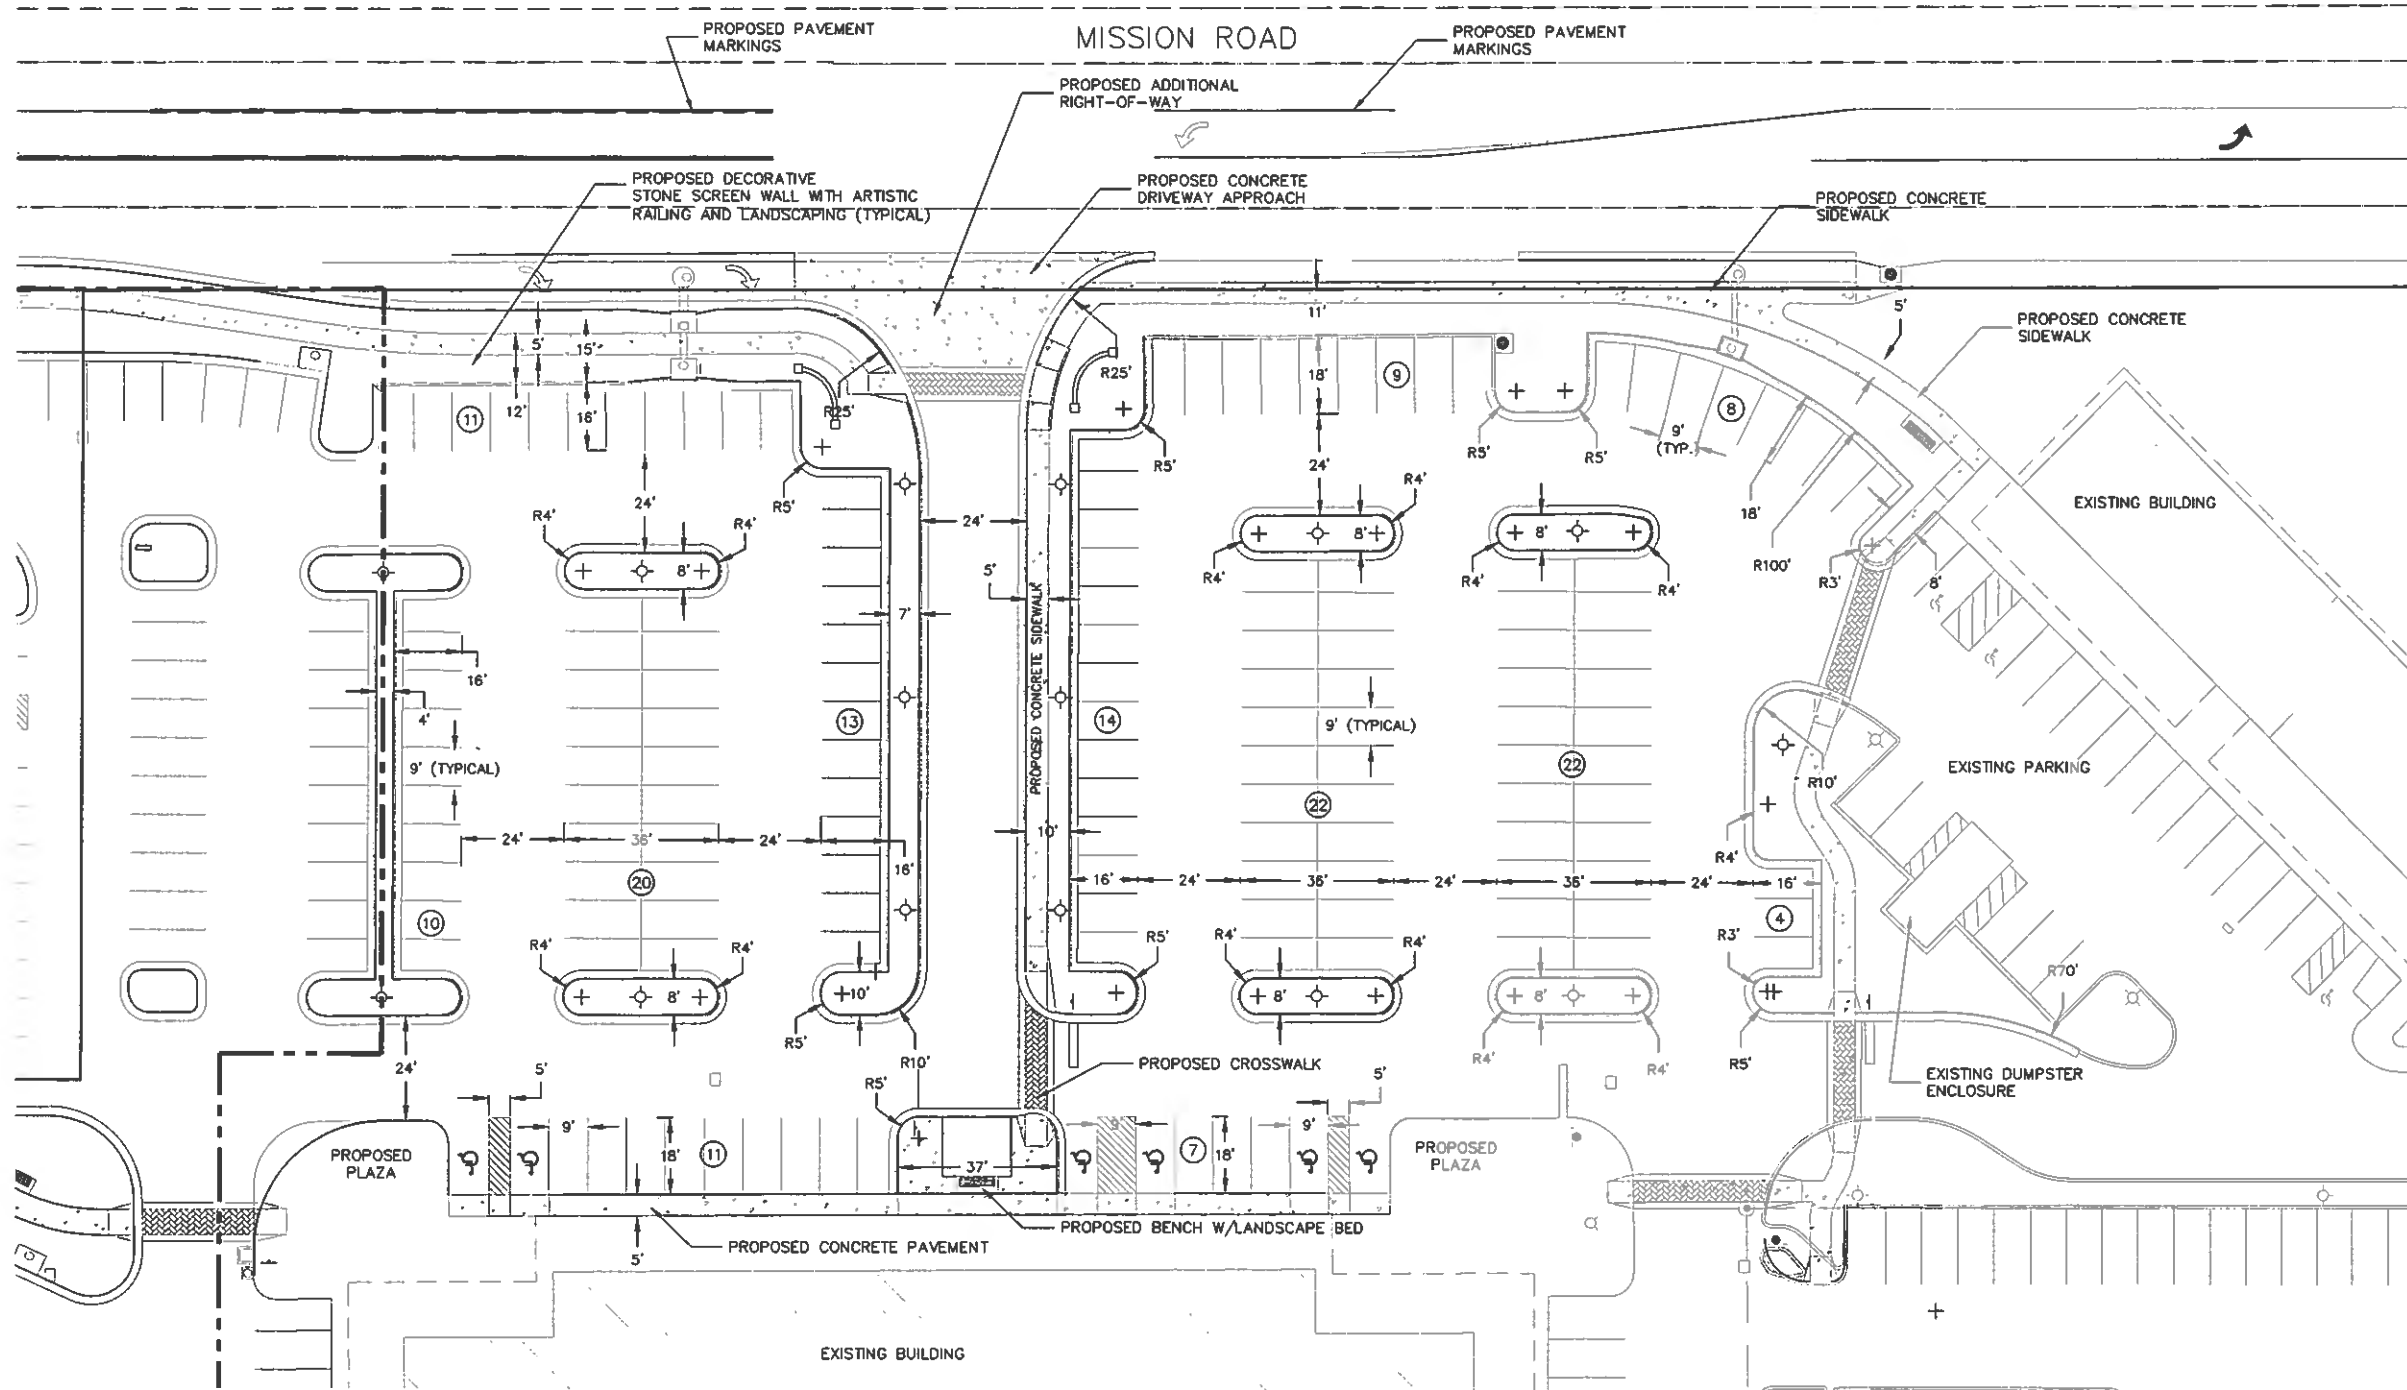 PROPOSED PAVEMENT
MARKINGS
MISSION ROAD
PROPOSED PAVEMENT
MARKINGS
PROPOSED ADDITIONAL
RIGHT-OF-WAY
PROPOSED DECORATIVE
STONE SCREEN WALL WITH ARTISTIC
RAILING AND LANDSCAPING (TYPICAL)
PROPOSED CONCRETE
DRIVEWAY APPROACH
PROPOSED CONCRETE
SIDEWALK
5'
11'
PROPOSED CONCRETE
SIDEWALK
5'
15'
12'
16'
11
R25'
R25'
18'
9
8
9'
(TYP.)
R5'
R5'
R5'
R5'
24'
24'
18'
R100'
R3'
8'
EXISTING BUILDING
R4'
R4'
8'
24'
R4'
R4'
8'
R4'
8'
R4'
5'
7'
16'
4'
9' (TYPICAL)
13
PROPOSED CONCRETE SIDEWALK
14
9' (TYPICAL)
22
22
EXISTING PARKING
R10'
R4'
24'
36'
24'
16'
10'
16'
24'
36'
24'
36'
24'
16'
20
10
4
R3'
R4'
R4'
8'
10'
R5'
R10'
R5'
R4'
R4'
8'
8'
R4'
R4'
R5'
R70'
24'
5'
R5'
PROPOSED CROSSWALK
5'
EXISTING DUMPSTER
ENCLOSURE
PROPOSED
PLAZA
9'
18'
11
37'
9'
7
18'
9'
PROPOSED
PLAZA
PROPOSED BENCH W/LANDSCAPE BED
PROPOSED CONCRETE PAVEMENT
5'
EXISTING BUILDING